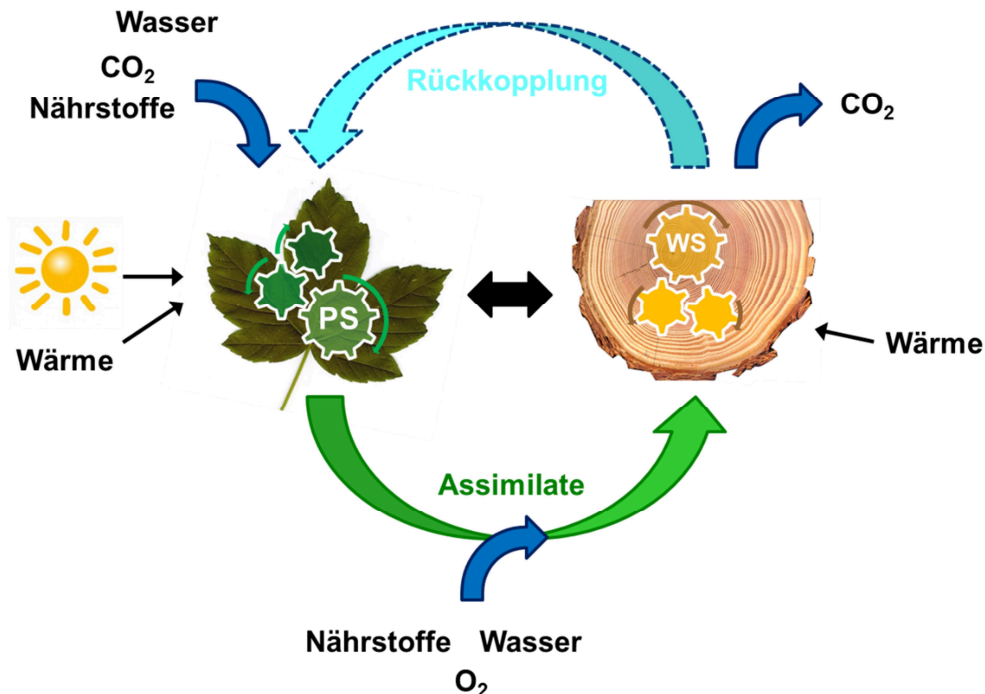 Wasser
CO₂
Nährstoffe
Rückkopplung
CO₂
PS
WS
Wärme
Wärme
Assimilate
Nährstoffe Wasser
O₂